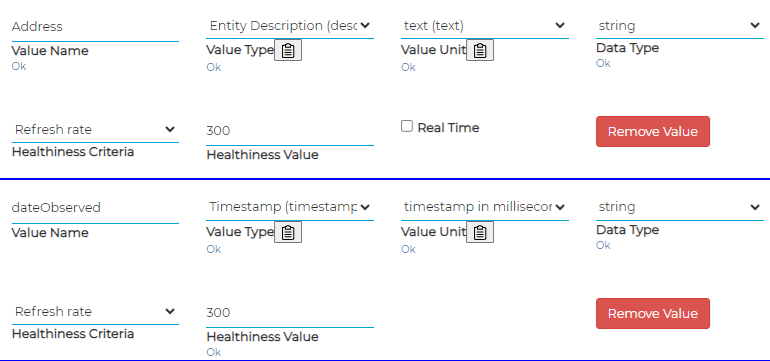 Address Entity Description (desc text (text) string
Value Name Value Type Value Unit Data Type
Ok Ok Ok Ok
Refresh rate 300 Real Time Remove Value
Healthiness Criteria Healthiness Value
dateObserved Timestamp (timestamp timestamp in millisecor string
Value Name Value Type Value Unit Data Type
Ok Ok Ok
Refresh rate 300 Remove Value
Healthiness Criteria Healthiness Value
Ok